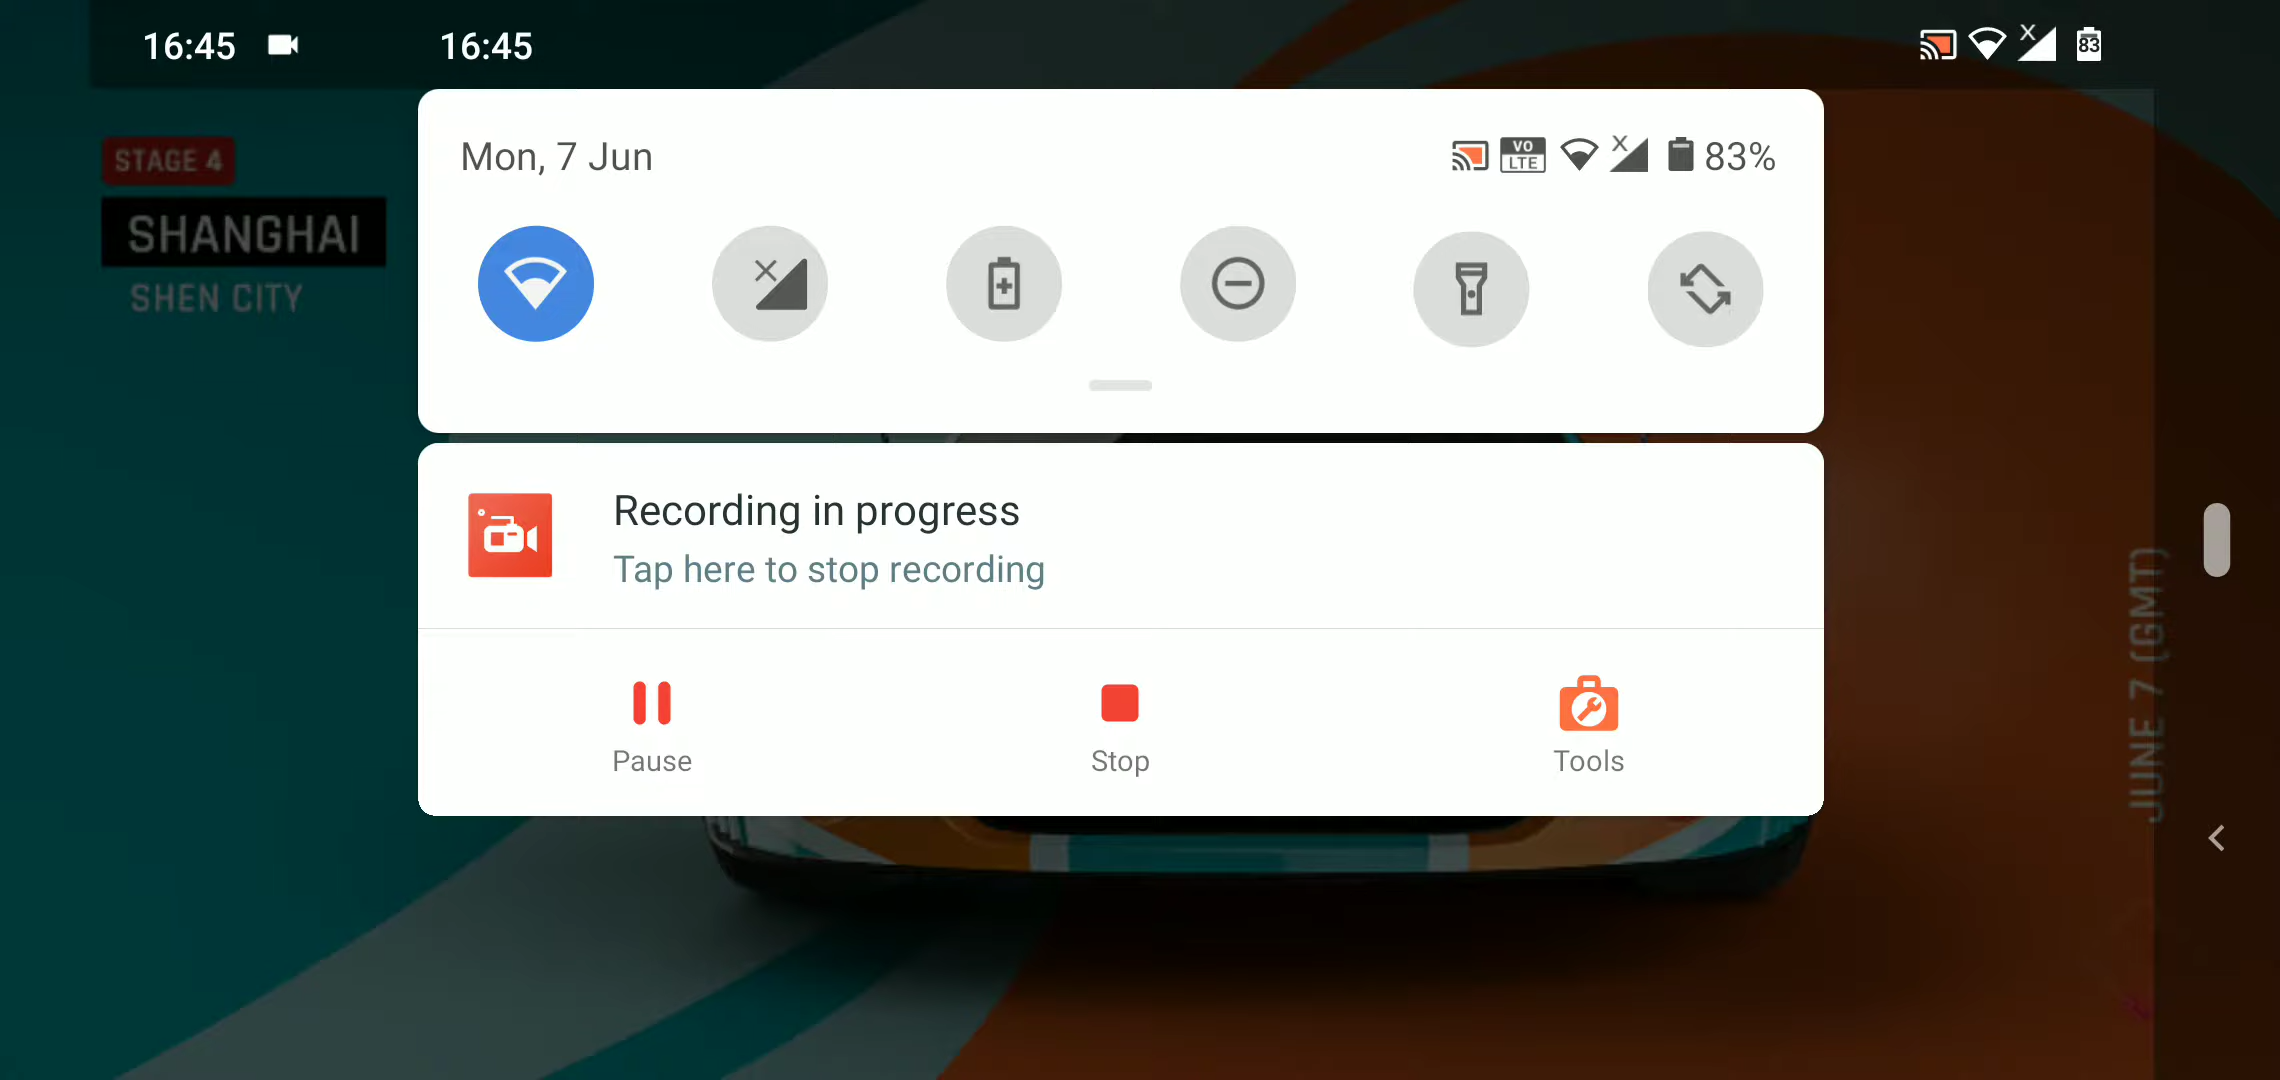 16:45
16:45
83
STAGE 4
SHANGHAI
SHEN CITY
Mon, 7 Jun
VO
LTE
83%
Recording in progress
Tap here to stop recording
Pause
Stop
Tools
JUNE 7 (GMT)